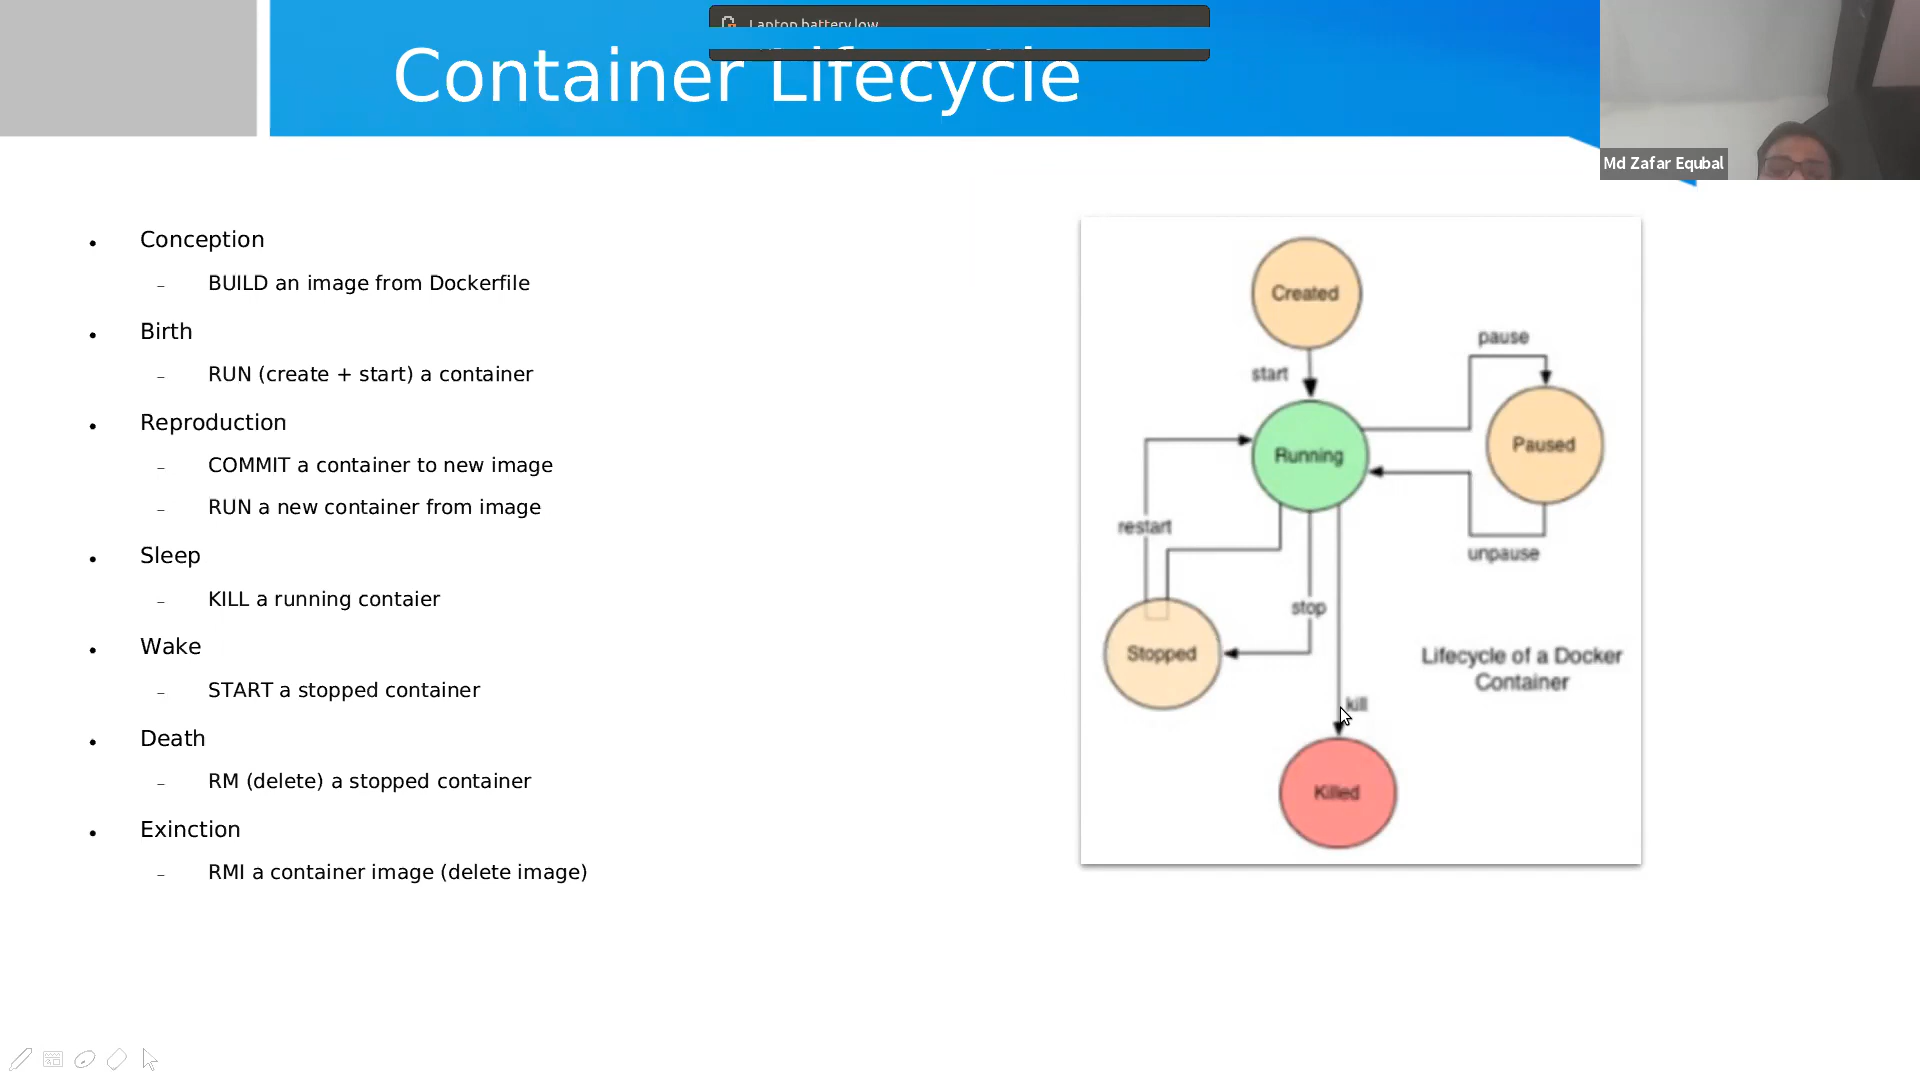 Laptop battery low
Container Lifecycle
Md Zafar Equbal
• Conception
– BUILD an image from Dockerfile
• Birth
– RUN (create + start) a container
• Reproduction
– COMMIT a container to new image
– RUN a new container from image
• Sleep
– KILL a running contaier
• Wake
– START a stopped container
• Death
– RM (delete) a stopped container
• Exinction
– RMI a container image (delete image)
Created
start
pause
Running
Paused
restart
unpause
stop
Stopped
Lifecycle of a Docker
Container
kill
Killed